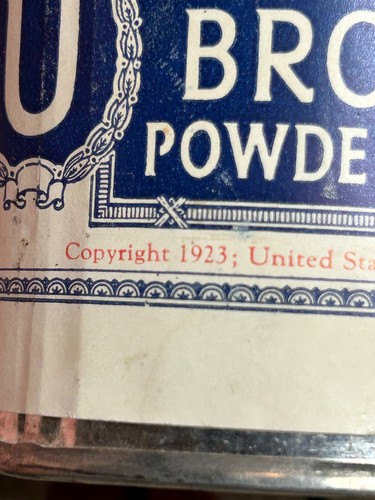 U
BRO
POWDE
Copyright 1923; United Sta